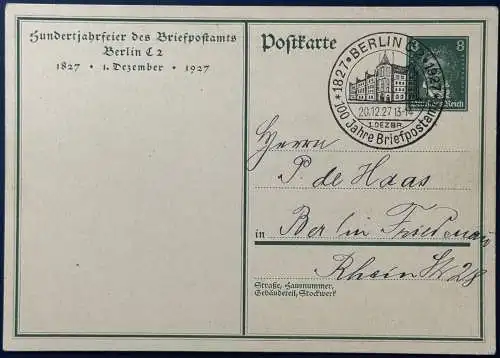 Hundertjahrfeier des Briefpostamts
Berlin C 2
1827 • 1. Dezember • 1927
Postkarte
*1827* BERLIN *1927*
20.12.27 13-14
1. DEZBR.
100 Jahre Briefpostamt
8 8
Deutsches Reich
Herrn
P. de Haas
in Berlin Friedenau
Rhein Str 28
Straße, Hausnummer,
Gebäudeteil, Stockwerk